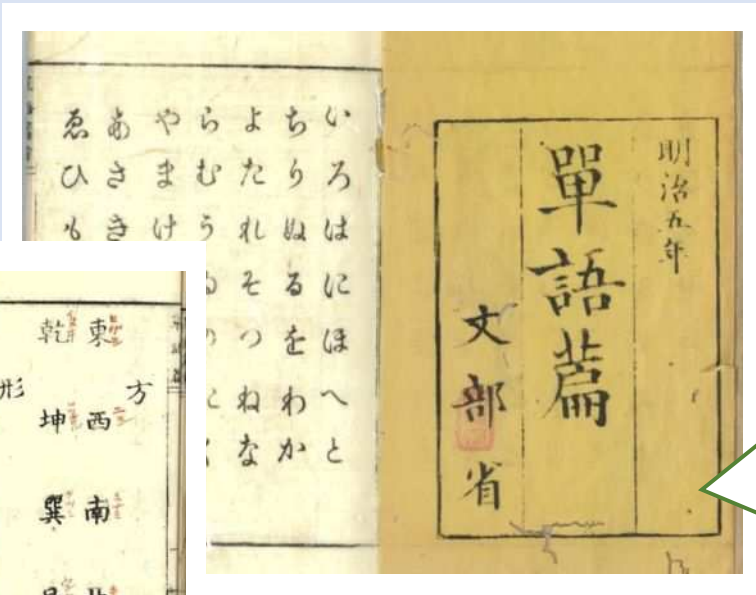 明治五年
單語篇
文部省
いろはにほへと
ちりぬるをわか
よたれそつねな
らむう
やまけ
あさき
ゑひも
方
東西南
乾坤巽
形